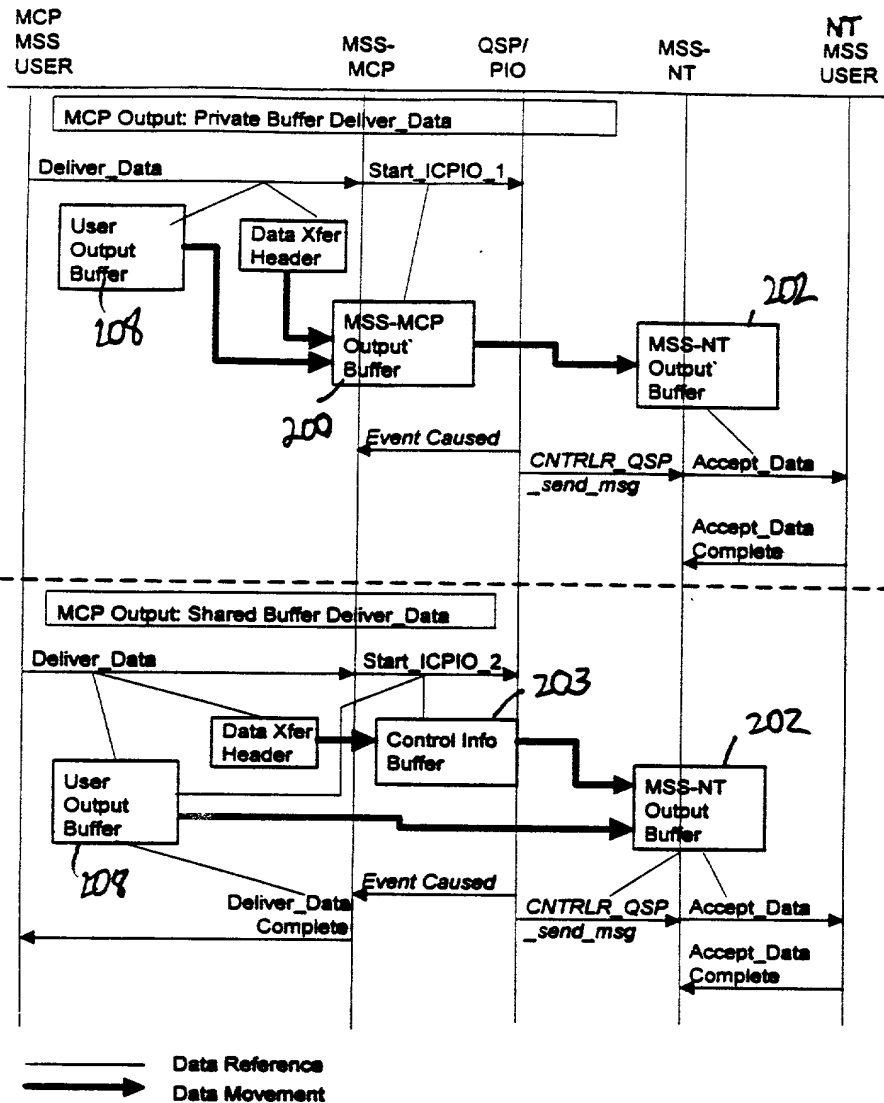 MCP
MSS
USER
MSS-
MCP
QSP/
PIO
MSS-
NT
NT
MSS
USER
MCP Output: Private Buffer Deliver_Data
Deliver_Data
Start_ICPIO_1
User
Output
Buffer
208
Data Xfer
Header
MSS-MCP
Output`
Buffer
200
202
MSS-NT
Output`
Buffer
Event Caused
CNTRLR_QSP
_send_msg
Accept_Data
Accept_Data
Complete
MCP Output: Shared Buffer Deliver_Data
Deliver_Data
Start_ICPIO_2
203
Data Xfer
Header
Control Info
Buffer
202
User
Output
Buffer
208
MSS-NT
Output
Buffer
Event Caused
Deliver_Data
Complete
CNTRLR_QSP
_send_msg
Accept_Data
Accept_Data
Complete
Data Reference
Data Movement